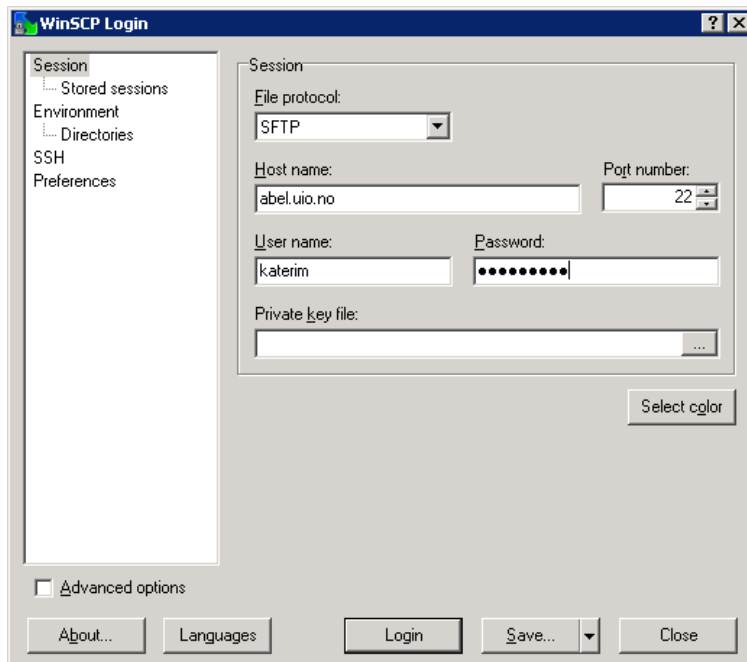 WinSCP Login
Session
Stored sessions
Environment
Directories
SSH
Preferences
Session
File protocol:
SFTP
Host name:
Port number:
abel.uio.no
22
User name:
Password:
katerim
●●●●●●●●●
Private key file:
...
Select color
Advanced options
About...
Languages
Login
Save...
Close